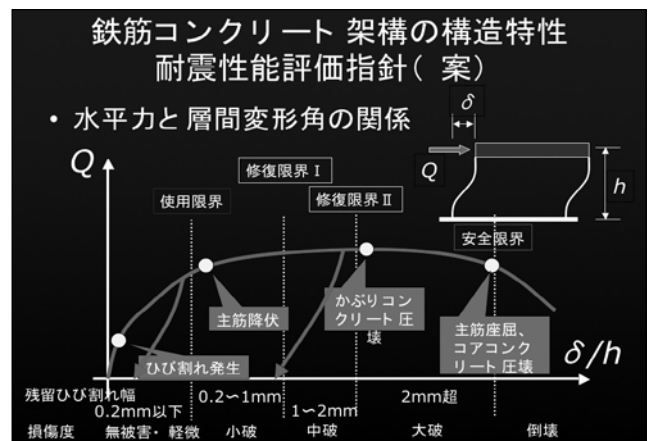 鉄筋コンクリート 架構の構造特性
耐震性能評価指針( 案)
• 水平力と 層間変形角の関係
δ
Q
h
Q
修復限界 I
使用限界
修復限界 II
安全限界
主筋降伏
かぶりコン
クリート 圧
壊
主筋座屈、
コアコンク
リート 圧壊
ひび割れ発生
δ/h
残留ひび割れ幅
0.2mm以下
0.2〜1mm
1〜2mm
2mm超
損傷度
無被害・ 軽微
小破
中破
大破
倒壊